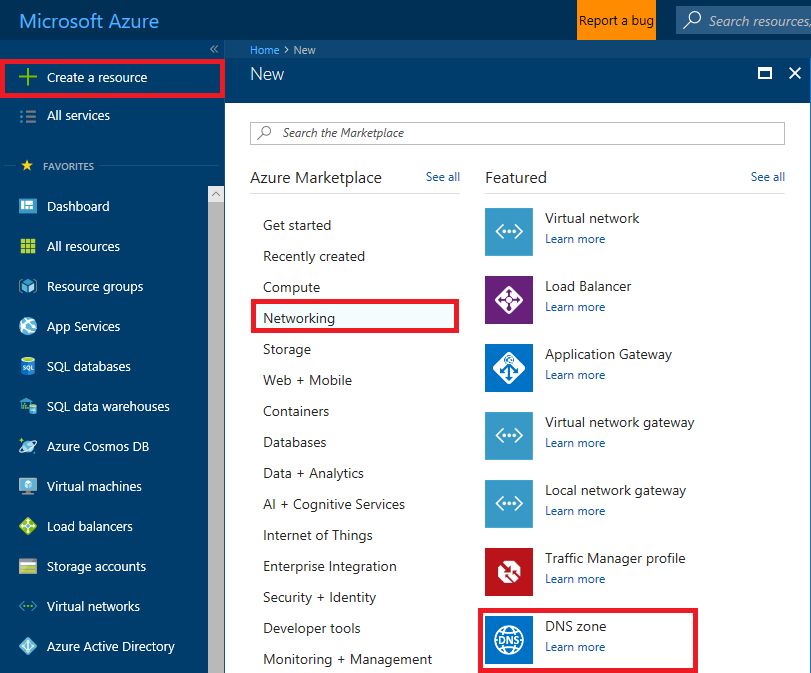 Microsoft Azure
Report a bug
Search resources,
«
Create a resource
All services
FAVORITES
Dashboard
All resources
Resource groups
App Services
SQL
SQL databases
SQL data warehouses
Azure Cosmos DB
Virtual machines
Load balancers
Storage accounts
Virtual networks
Azure Active Directory
Home > New
New
Search the Marketplace
Azure Marketplace
See all
Get started
Recently created
Compute
Networking
Storage
Web + Mobile
Containers
Databases
Data + Analytics
AI + Cognitive Services
Internet of Things
Enterprise Integration
Security + Identity
Developer tools
Monitoring + Management
Featured
See all
Virtual network
Learn more
Load Balancer
Learn more
Application Gateway
Learn more
Virtual network gateway
Learn more
Local network gateway
Learn more
Traffic Manager profile
Learn more
DNS
DNS zone
Learn more